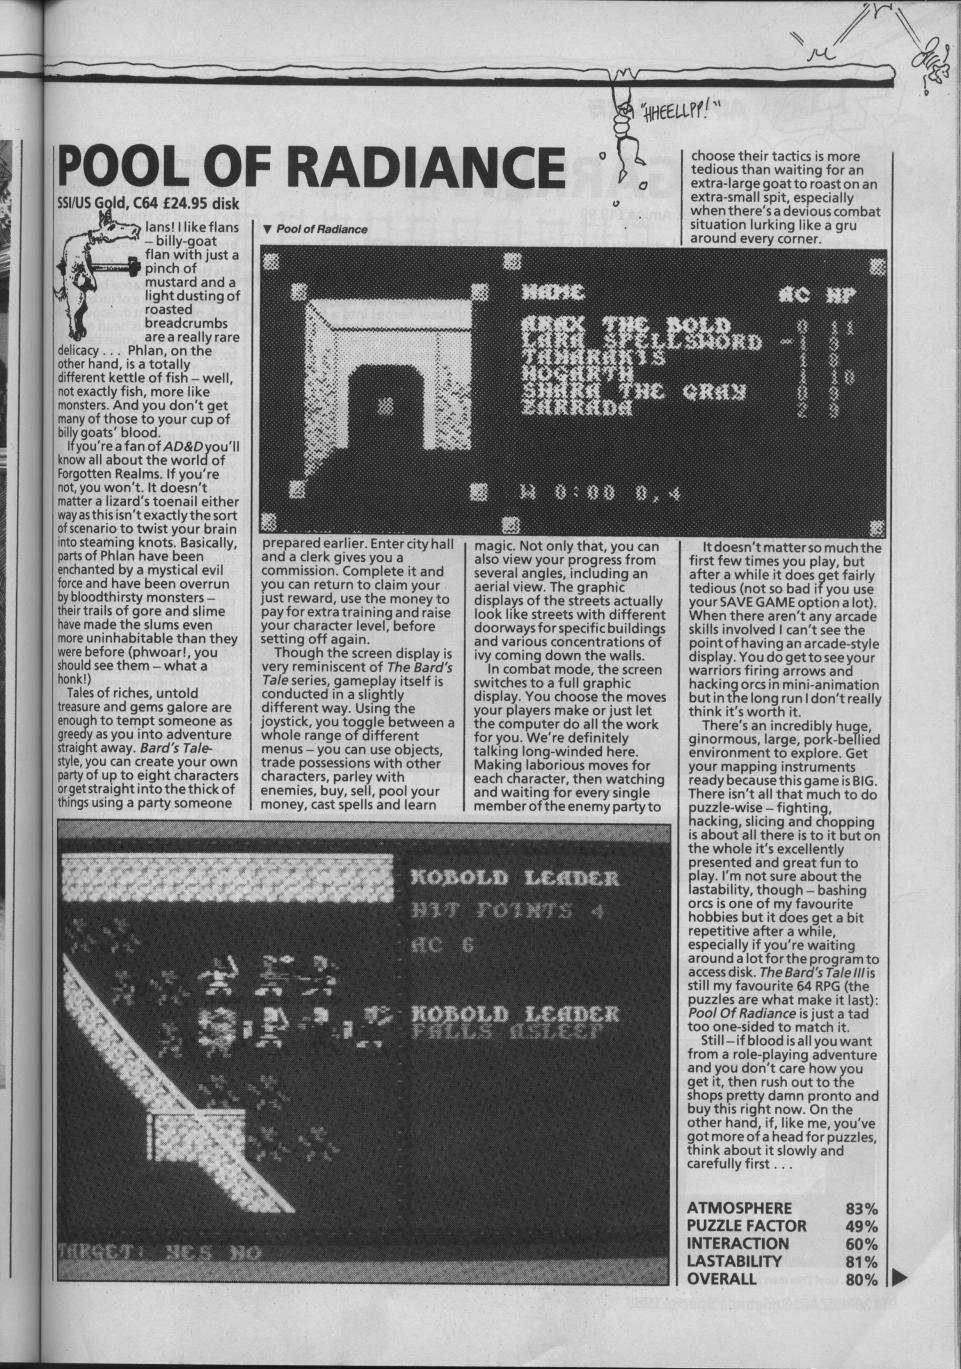 "HHEELLPP!"
POOL OF RADIANCE
SSI/US Gold, C64 £24.95 disk
lans! I like flans
– billy-goat
flan with just a
pinch of
mustard and a
light dusting of
roasted
breadcrumbs
are a really rare
delicacy . . . Phlan, on the
other hand, is a totally
different kettle of fish – well,
not exactly fish, more like
monsters. And you don't get
many of those to your cup of
billy goats' blood.
If you're a fan of AD&D you'll
know all about the world of
Forgotten Realms. If you're
not, you won't. It doesn't
matter a lizard's toenail either
way as this isn't exactly the sort
of scenario to twist your brain
into steaming knots. Basically,
parts of Phlan have been
enchanted by a mystical evil
force and have been overrun
by bloodthirsty monsters –
their trails of gore and slime
have made the slums even
more uninhabitable than they
were before (phwoar!, you
should see them – what a
honk!)
Tales of riches, untold
treasure and gems galore are
enough to tempt someone as
greedy as you into adventure
straight away. Bard's Tale-
style, you can create your own
party of up to eight characters
or get straight into the thick of
things using a party someone
▼ Pool of Radiance
NAME AC HP
ARAX THE BOLD 0 11
LARA SPELLSWORD -1 9
TANARAKIS 1 8
HOGARTH 1 10
SHARA THE GRAY 0 9
ZARRADA 2 9
W 0:00 0,4
prepared earlier. Enter city hall
and a clerk gives you a
commission. Complete it and
you can return to claim your
just reward, use the money to
pay for extra training and raise
your character level, before
setting off again.
Though the screen display is
very reminiscent of The Bard's
Tale series, gameplay itself is
conducted in a slightly
different way. Using the
joystick, you toggle between a
whole range of different
menus – you can use objects,
trade possessions with other
characters, parley with
enemies, buy, sell, pool your
money, cast spells and learn
magic. Not only that, you can
also view your progress from
several angles, including an
aerial view. The graphic
displays of the streets actually
look like streets with different
doorways for specific buildings
and various concentrations of
ivy coming down the walls.
In combat mode, the screen
switches to a full graphic
display. You choose the moves
your players make or just let
the computer do all the work
for you. We're definitely
talking long-winded here.
Making laborious moves for
each character, then watching
and waiting for every single
member of the enemy party to
choose their tactics is more
tedious than waiting for an
extra-large goat to roast on an
extra-small spit, especially
when there's a devious combat
situation lurking like a gru
around every corner.
It doesn't matter so much the
first few times you play, but
after a while it does get fairly
tedious (not so bad if you use
your SAVE GAME option a lot).
When there aren't any arcade
skills involved I can't see the
point of having an arcade-style
display. You do get to see your
warriors firing arrows and
hacking orcs in mini-animation
but in the long run I don't really
think it's worth it.
There's an incredibly huge,
ginormous, large, pork-bellied
environment to explore. Get
your mapping instruments
ready because this game is BIG.
There isn't all that much to do
puzzle-wise – fighting,
hacking, slicing and chopping
is about all there is to it but on
the whole it's excellently
presented and great fun to
play. I'm not sure about the
lastability, though – bashing
orcs is one of my favourite
hobbies but it does get a bit
repetitive after a while,
especially if you're waiting
around a lot for the program to
access disk. The Bard's Tale III is
still my favourite 64 RPG (the
puzzles are what make it last):
Pool Of Radiance is just a tad
too one-sided to match it.
Still – if blood is all you want
from a role-playing adventure
and you don't care how you
get it, then rush out to the
shops pretty damn pronto and
buy this right now. On the
other hand, if, like me, you've
got more of a head for puzzles,
think about it slowly and
carefully first . . .
KOBOLD LEADER
HIT POINTS 4
AC 6
KOBOLD LEADER
FALLS ASLEEP
TARGET: YES NO
ATMOSPHERE 83%
PUZZLE FACTOR 49%
INTERACTION 60%
LASTABILITY 81%
OVERALL 80%